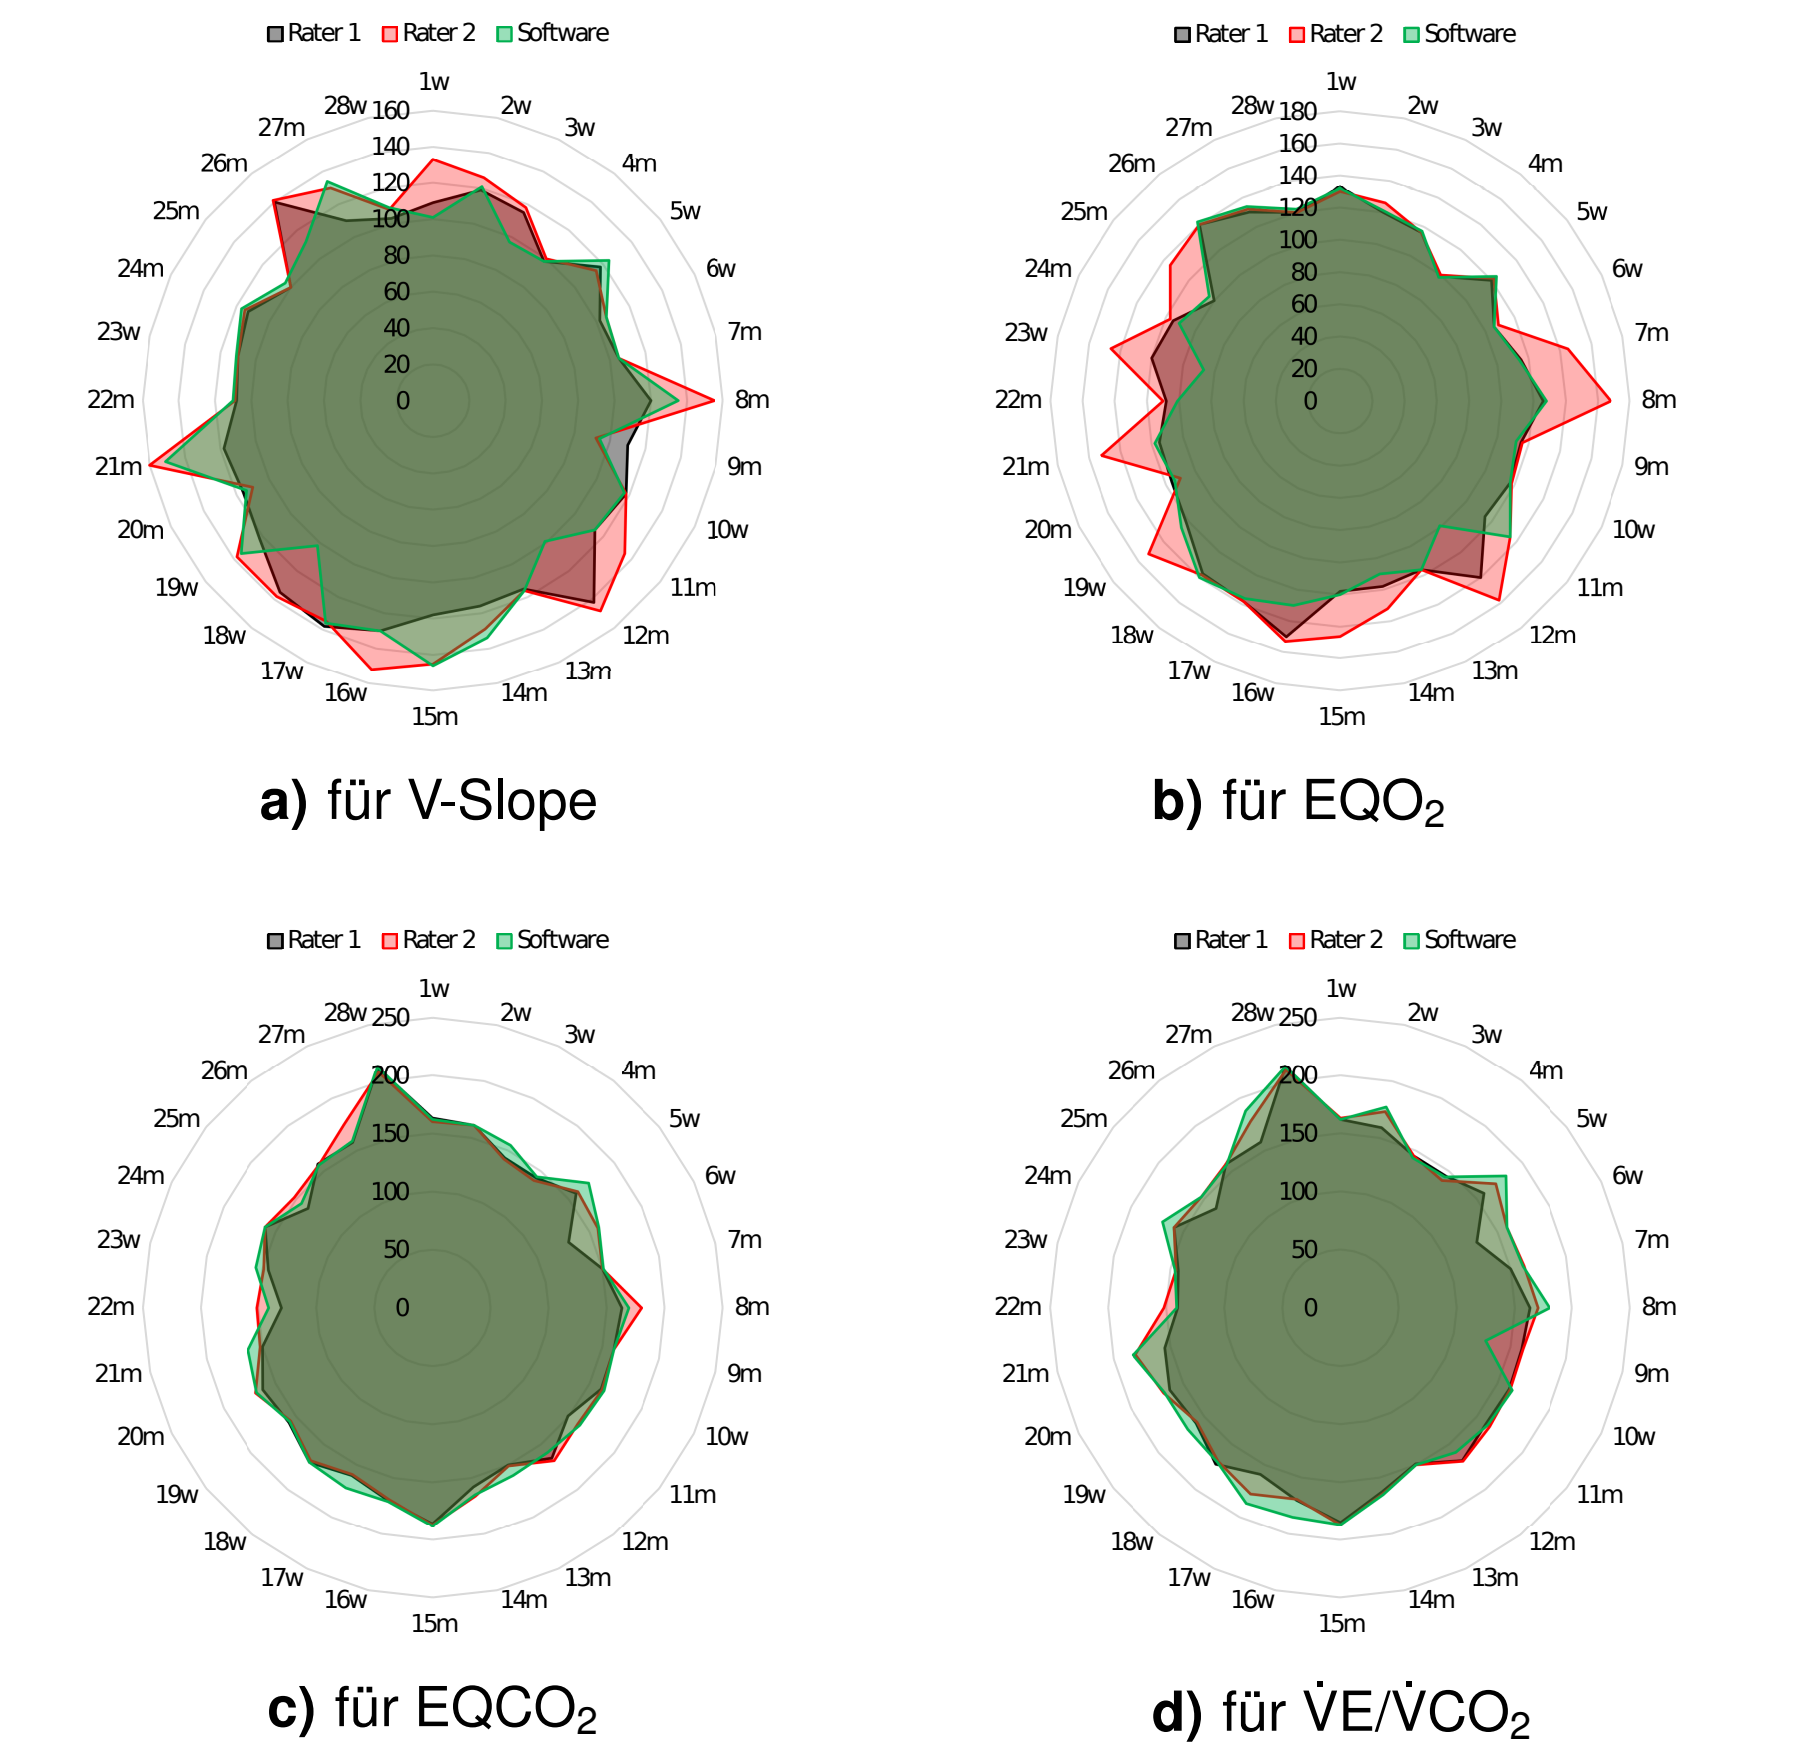 Rater 1 Rater 2 Software
1w
2w
3w
4m
5w
6w
7m
8m
9m
10w
11m
12m
13m
14m
15m
16w
17w
18w
19w
20m
21m
22m
23w
24m
25m
26m
27m
28w
160
140
120
100
80
60
40
20
0
a) für V-Slope
Rater 1 Rater 2 Software
1w
2w
3w
4m
5w
6w
7m
8m
9m
10w
11m
12m
13m
14m
15m
16w
17w
18w
19w
20m
21m
22m
23w
24m
25m
26m
27m
28w
180
160
140
120
100
80
60
40
20
0
b) für EQO₂
Rater 1 Rater 2 Software
1w
2w
3w
4m
5w
6w
7m
8m
9m
10w
11m
12m
13m
14m
15m
16w
17w
18w
19w
20m
21m
22m
23w
24m
25m
26m
27m
28w
250
200
150
100
50
0
c) für EQCO₂
Rater 1 Rater 2 Software
1w
2w
3w
4m
5w
6w
7m
8m
9m
10w
11m
12m
13m
14m
15m
16w
17w
18w
19w
20m
21m
22m
23w
24m
25m
26m
27m
28w
250
200
150
100
50
0
d) für V̇E/V̇CO₂